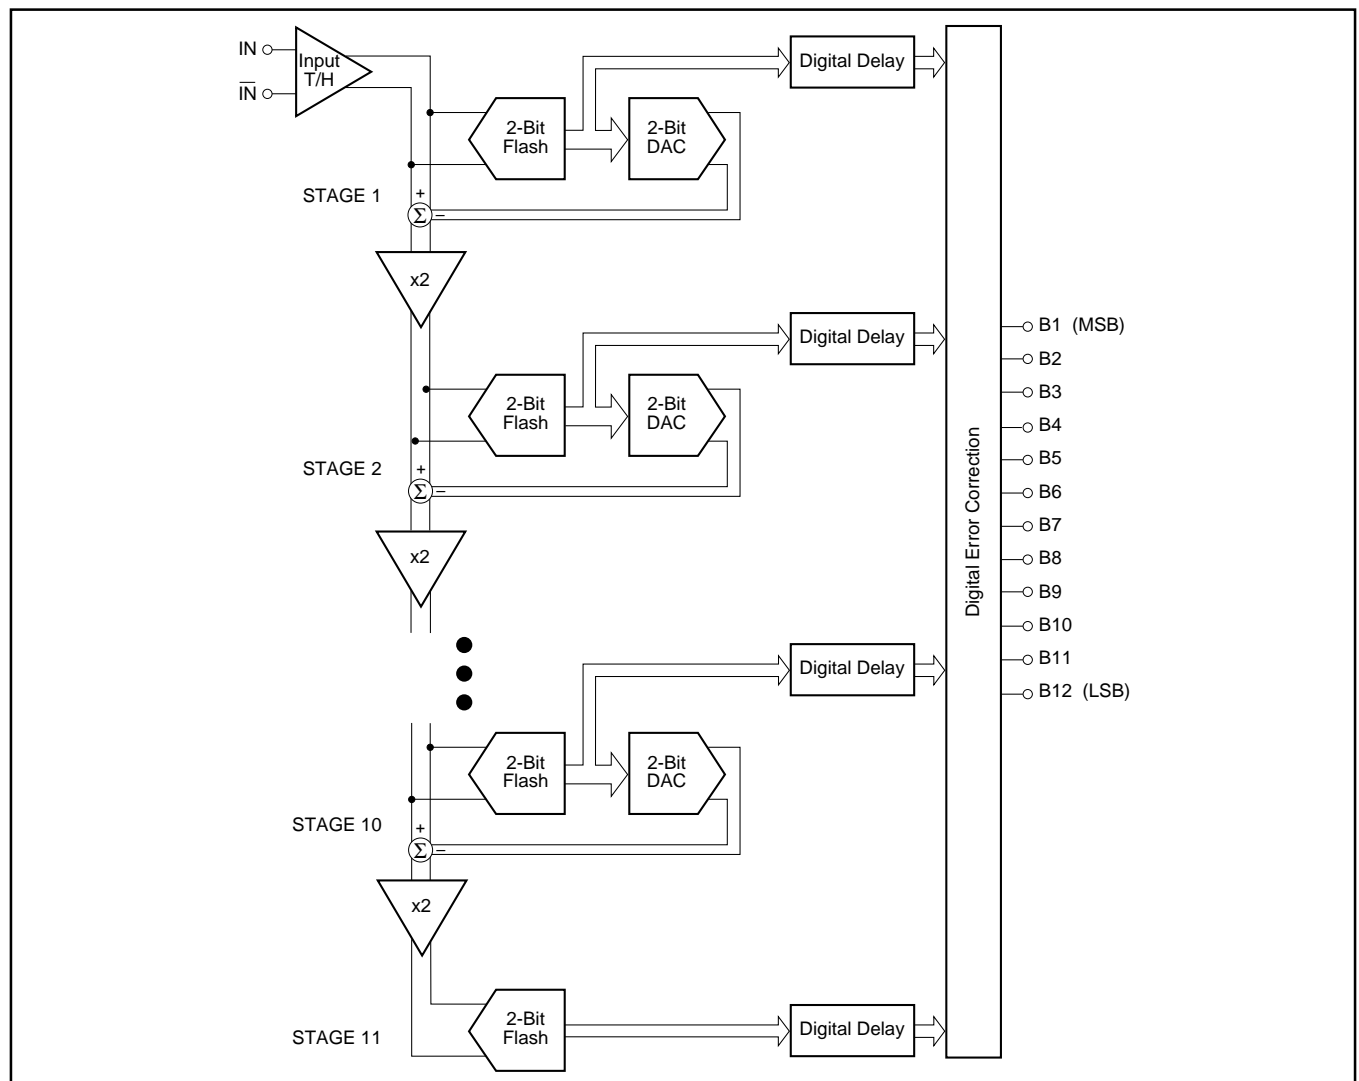 IN
Input
T/H
I̅N̅
Digital Delay
2-Bit
Flash
2-Bit
DAC
STAGE 1
+
Σ
–
x2
Digital Delay
2-Bit
Flash
2-Bit
DAC
STAGE 2
+
Σ
–
x2
Digital Delay
2-Bit
Flash
2-Bit
DAC
STAGE 10
+
Σ
–
x2
2-Bit
Flash
STAGE 11
Digital Delay
Digital Error Correction
B1 (MSB)
B2
B3
B4
B5
B6
B7
B8
B9
B10
B11
B12 (LSB)